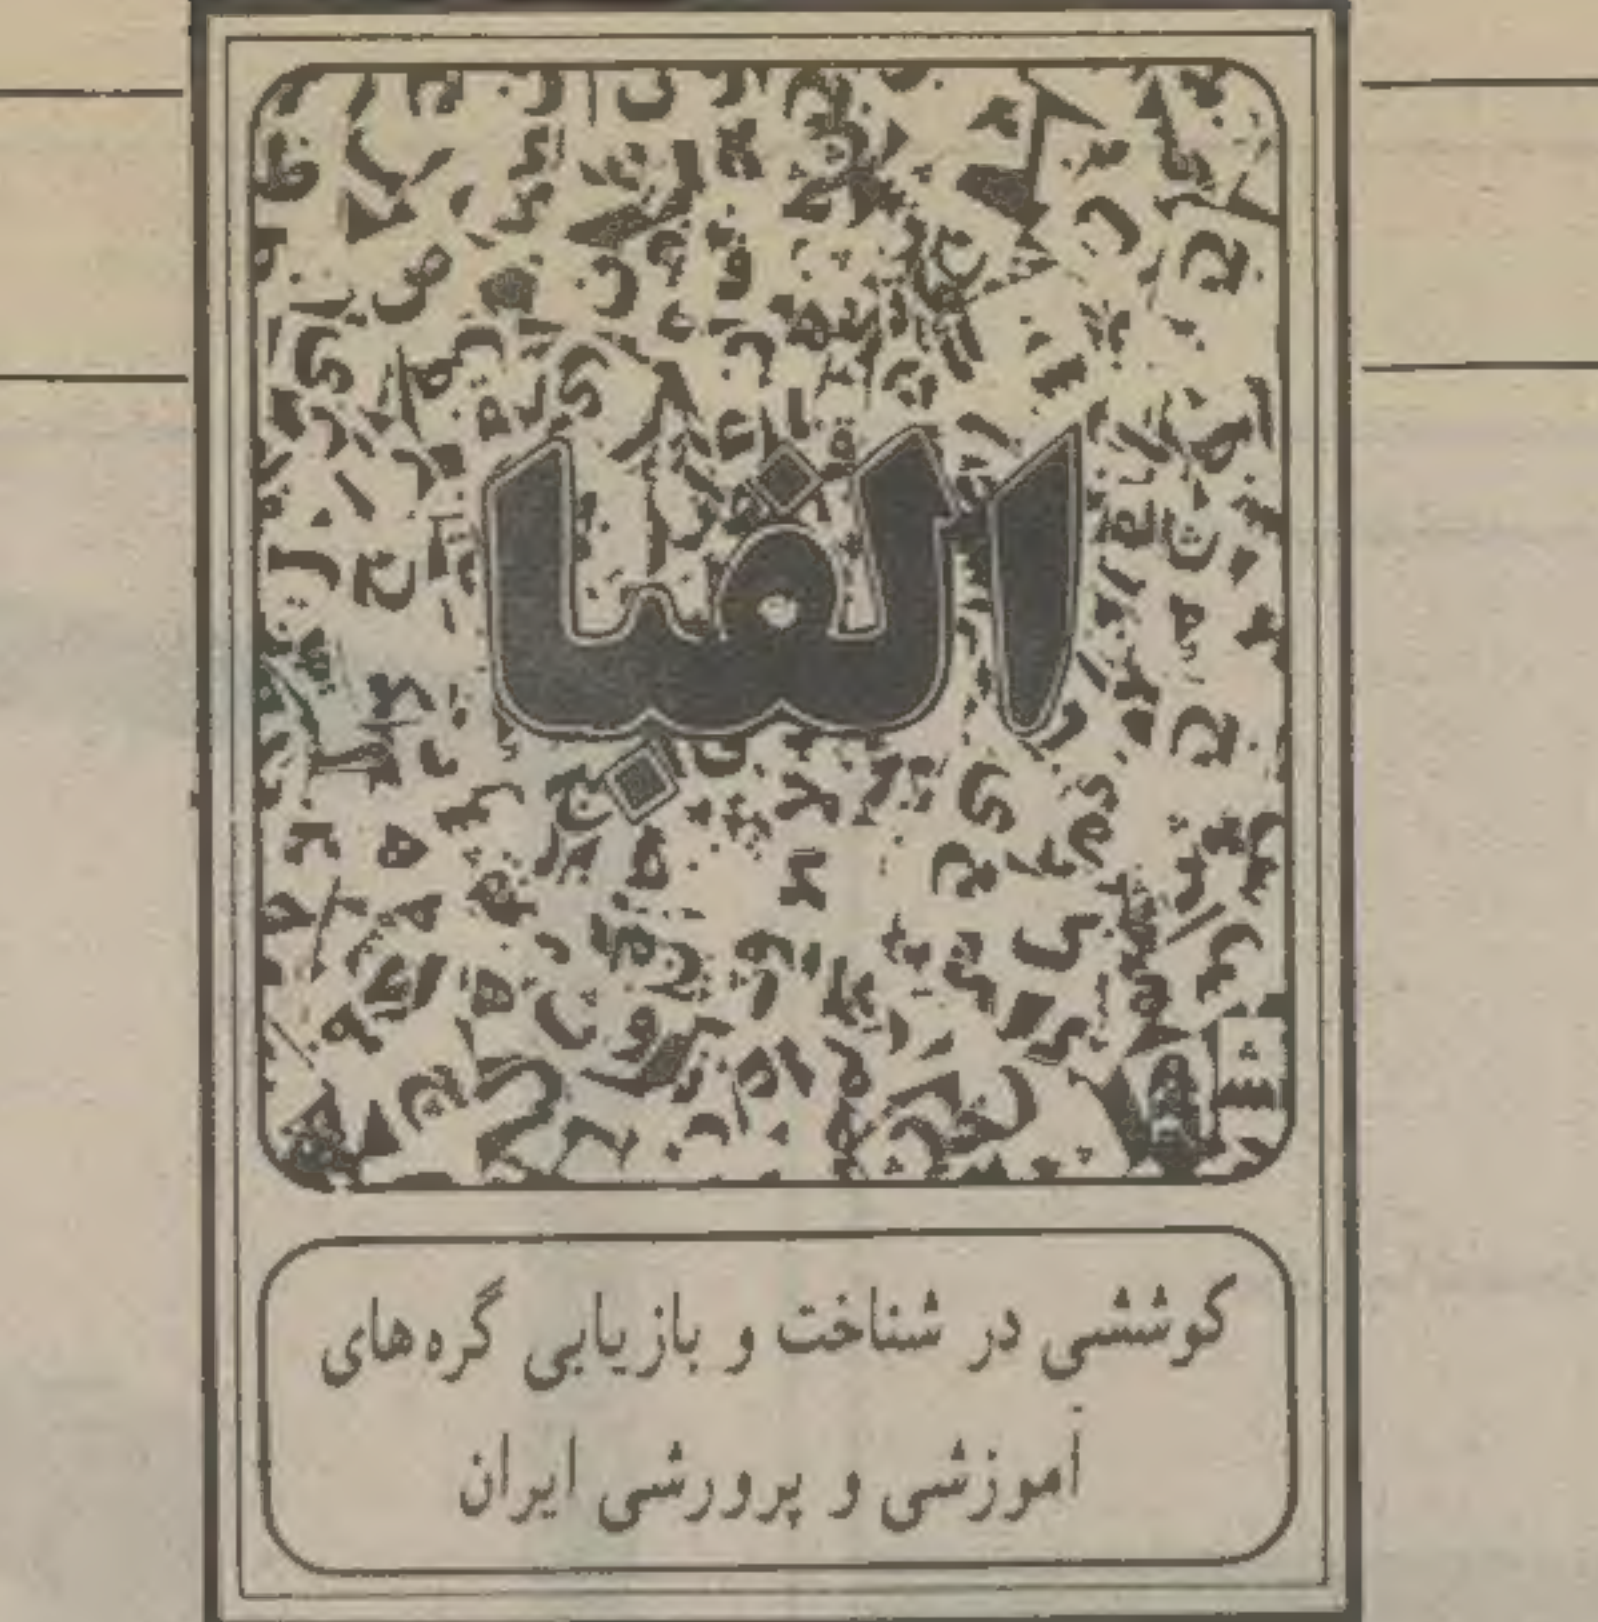 الفبا
کوششی در شناخت و بازیابی گره‌های
آموزشی و پرورشی ایران